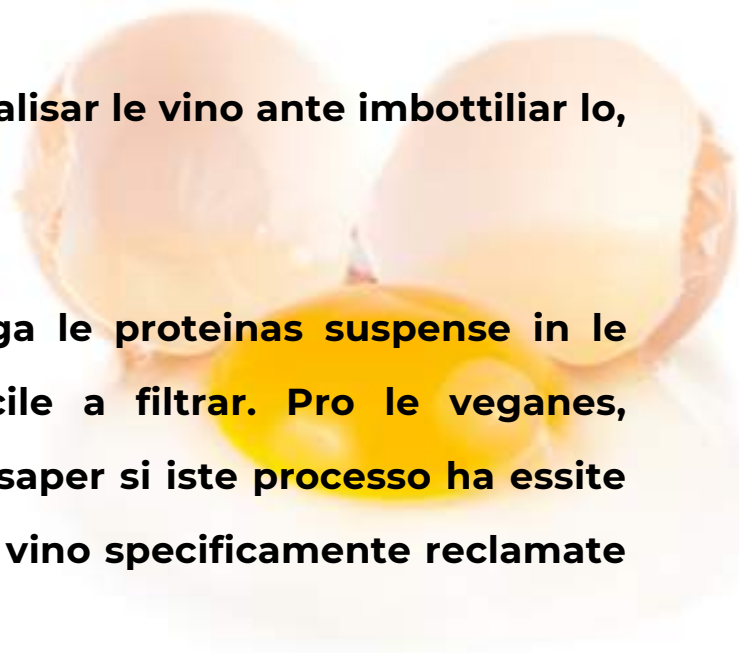 alisar le vino ante imbottiliar lo,
ga le proteinas suspense in le
cile a filtrar. Pro le veganes,
saper si iste processo ha essite
vino specificamente reclamate